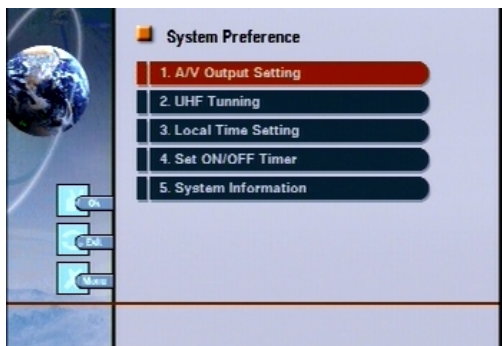 System Preference
1. A/V Output Setting
2. UHF Tunning
3. Local Time Setting
4. Set ON/OFF Timer
5. System Information
Ok
Exit
Menu